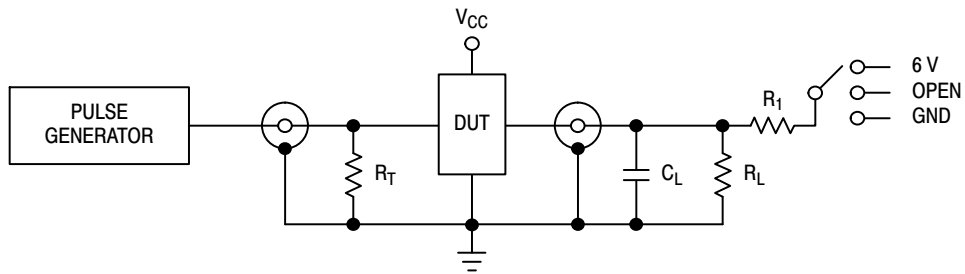 V_CC
PULSE
GENERATOR
R_T
DUT
C_L
R_L
R_1
6 V
OPEN
GND